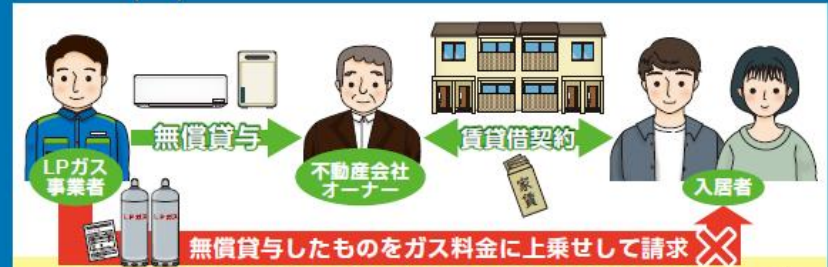 無償貸与
賃貸借契約
LPガス
事業者
不動産会社
オーナー
家賃
入居者
LPガス
LPガス
無償貸与したものをガス料金に上乗せして請求